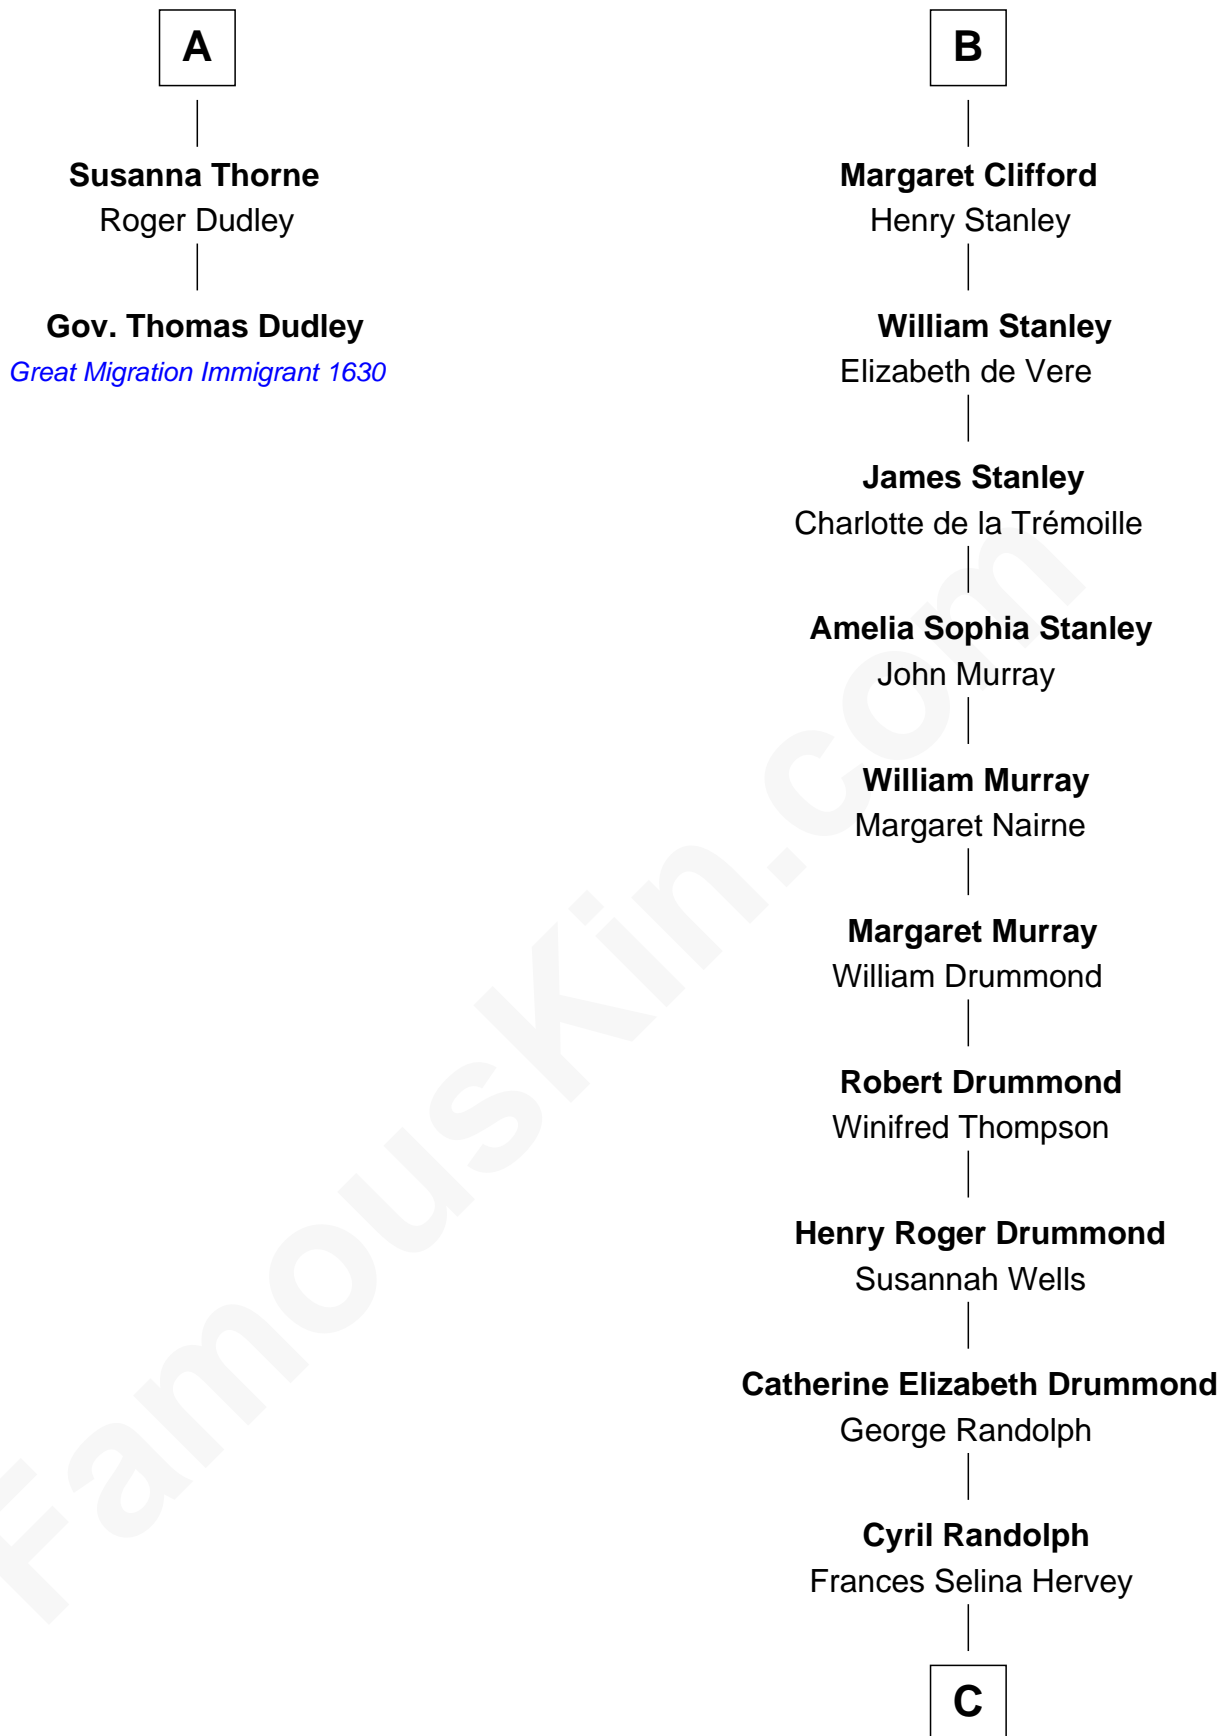 A
Susanna Thorne
Roger Dudley
Gov. Thomas Dudley
Great Migration Immigrant 1630
B
Margaret Clifford
Henry Stanley
William Stanley
Elizabeth de Vere
James Stanley
Charlotte de la Trémoille
Amelia Sophia Stanley
John Murray
William Murray
Margaret Nairne
Margaret Murray
William Drummond
Robert Drummond
Winifred Thompson
Henry Roger Drummond
Susannah Wells
Catherine Elizabeth Drummond
George Randolph
Cyril Randolph
Frances Selina Hervey
C
FamousKin.com